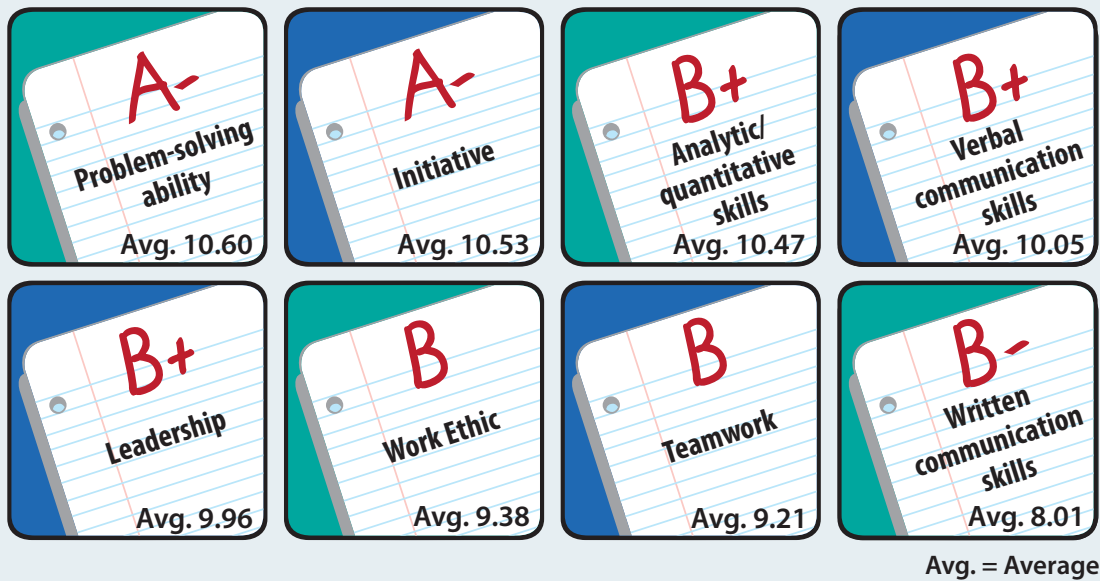 A-
Problem-solving
ability
Avg. 10.60
A-
Initiative
Avg. 10.53
B+
Analytic/
quantitative
skills
Avg. 10.47
B+
Verbal
communication
skills
Avg. 10.05
B+
Leadership
Avg. 9.96
B
Work Ethic
Avg. 9.38
B
Teamwork
Avg. 9.21
B-
Written
communication
skills
Avg. 8.01
Avg. = Average